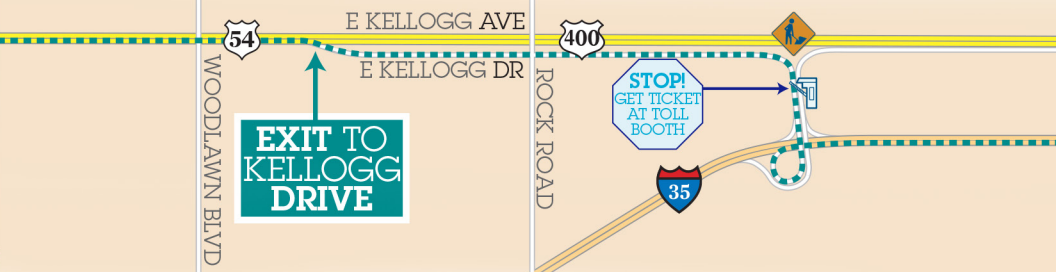 E KELLOGG AVE
54
400
E KELLOGG DR
WOODLAWN BLVD
ROCK ROAD
STOP!
GET TICKET
AT TOLL
BOOTH
EXIT TO
KELLOGG
DRIVE
35